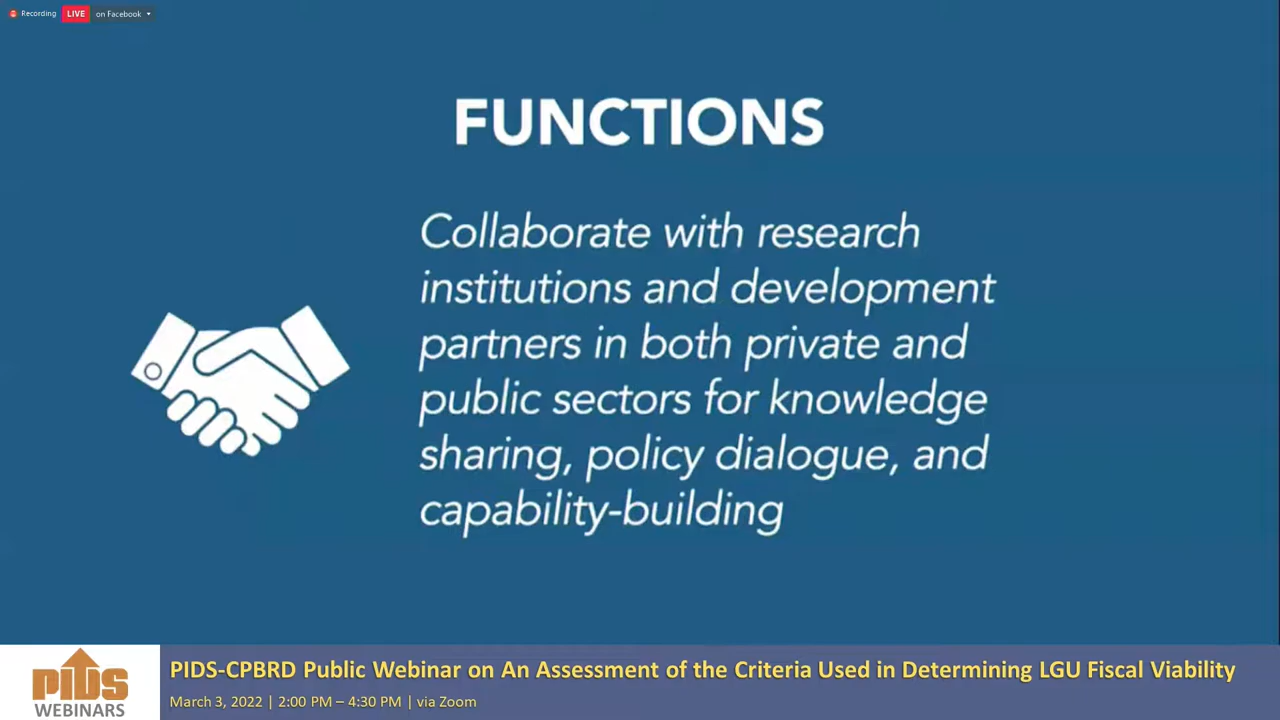 Recording LIVE on Facebook
FUNCTIONS
Collaborate with research
institutions and development
partners in both private and
public sectors for knowledge
sharing, policy dialogue, and
capability-building
PIDS
WEBINARS
PIDS-CPBRD Public Webinar on An Assessment of the Criteria Used in Determining LGU Fiscal Viability
March 3, 2022 | 2:00 PM – 4:30 PM | via Zoom